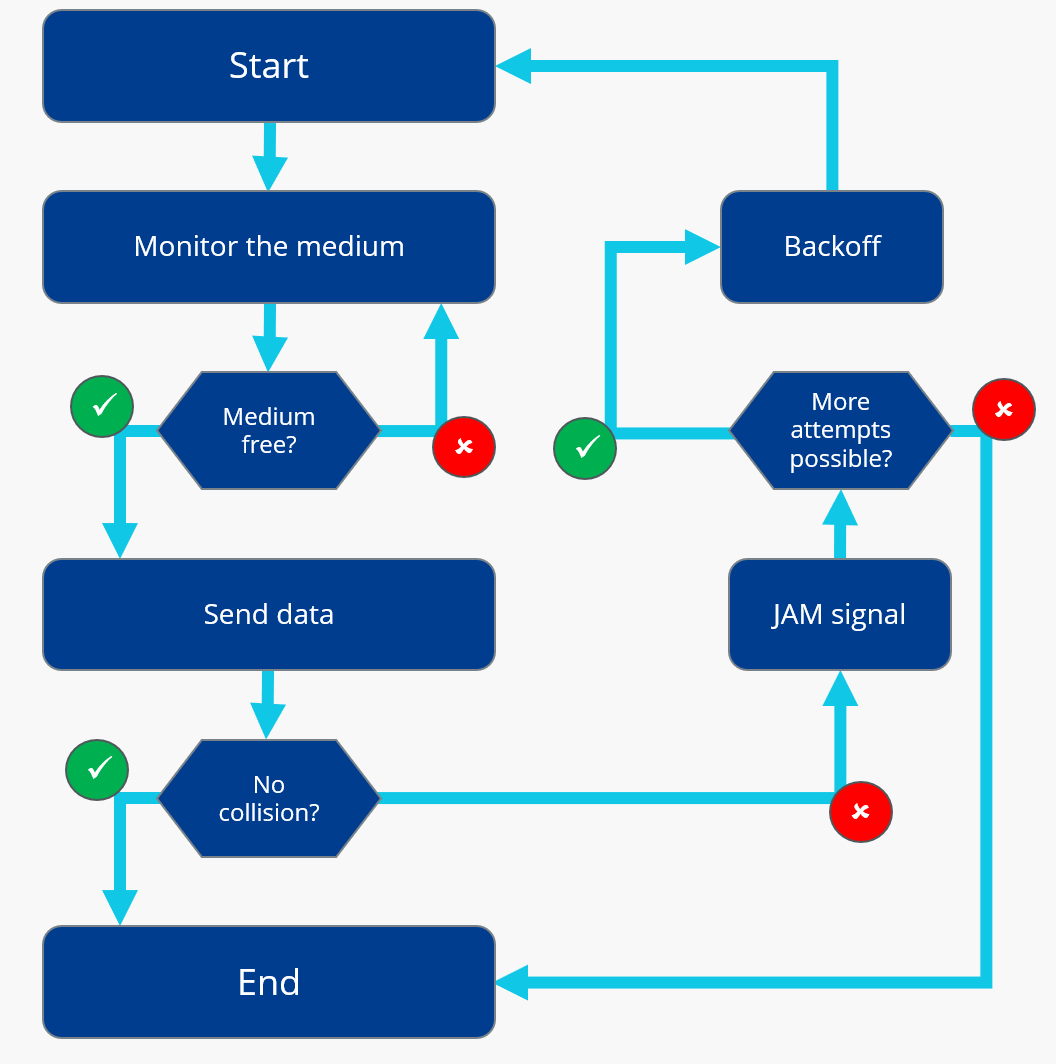 Start
Monitor the medium
Backoff
Medium
free?
More
attempts
possible?
Send data
JAM signal
No
collision?
End